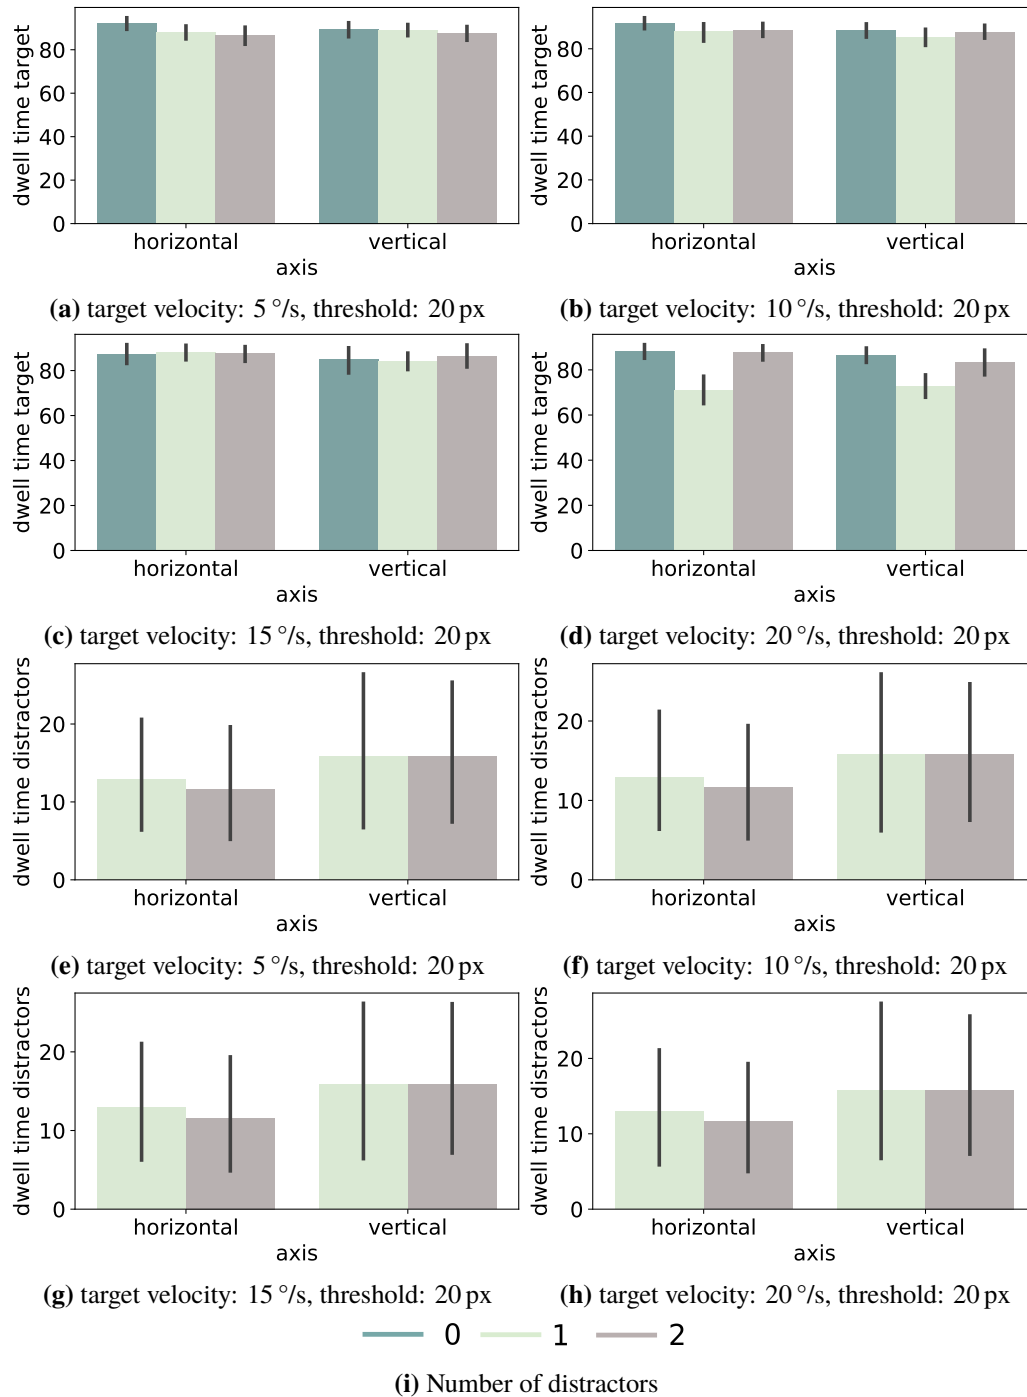 dwell time target
80
60
40
20
0
horizontal
vertical
axis
(a) target velocity: 5 °/s, threshold: 20 px
dwell time target
80
60
40
20
0
horizontal
vertical
axis
(b) target velocity: 10 °/s, threshold: 20 px
dwell time target
80
60
40
20
0
horizontal
vertical
axis
(c) target velocity: 15 °/s, threshold: 20 px
dwell time target
80
60
40
20
0
horizontal
vertical
axis
(d) target velocity: 20 °/s, threshold: 20 px
dwell time distractors
20
10
0
horizontal
vertical
axis
(e) target velocity: 5 °/s, threshold: 20 px
dwell time distractors
20
10
0
horizontal
vertical
axis
(f) target velocity: 10 °/s, threshold: 20 px
dwell time distractors
20
10
0
horizontal
vertical
axis
(g) target velocity: 15 °/s, threshold: 20 px
dwell time distractors
20
10
0
horizontal
vertical
axis
(h) target velocity: 20 °/s, threshold: 20 px
0 1 2
(i) Number of distractors